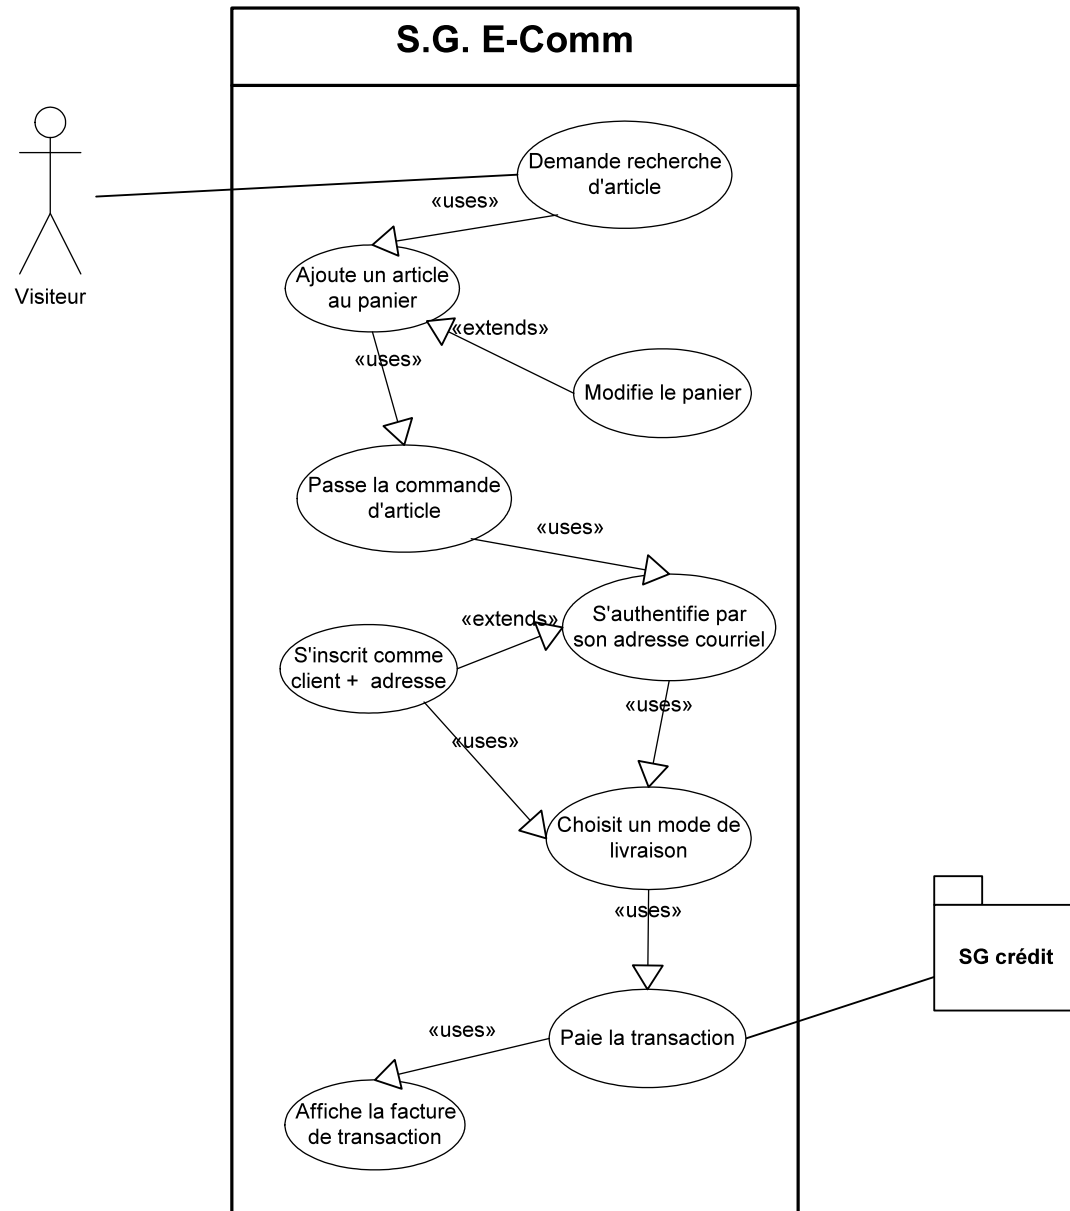 S.G. E-Comm
Demande recherche
d'article
«uses»
Ajoute un article
au panier
Visiteur
«extends»
«uses»
Modifie le panier
Passe la commande
d'article
«uses»
S'authentifie par
son adresse courriel
«extends»
S'inscrit comme
client + adresse
«uses»
«uses»
Choisit un mode de
livraison
«uses»
SG crédit
«uses»
Paie la transaction
Affiche la facture
de transaction